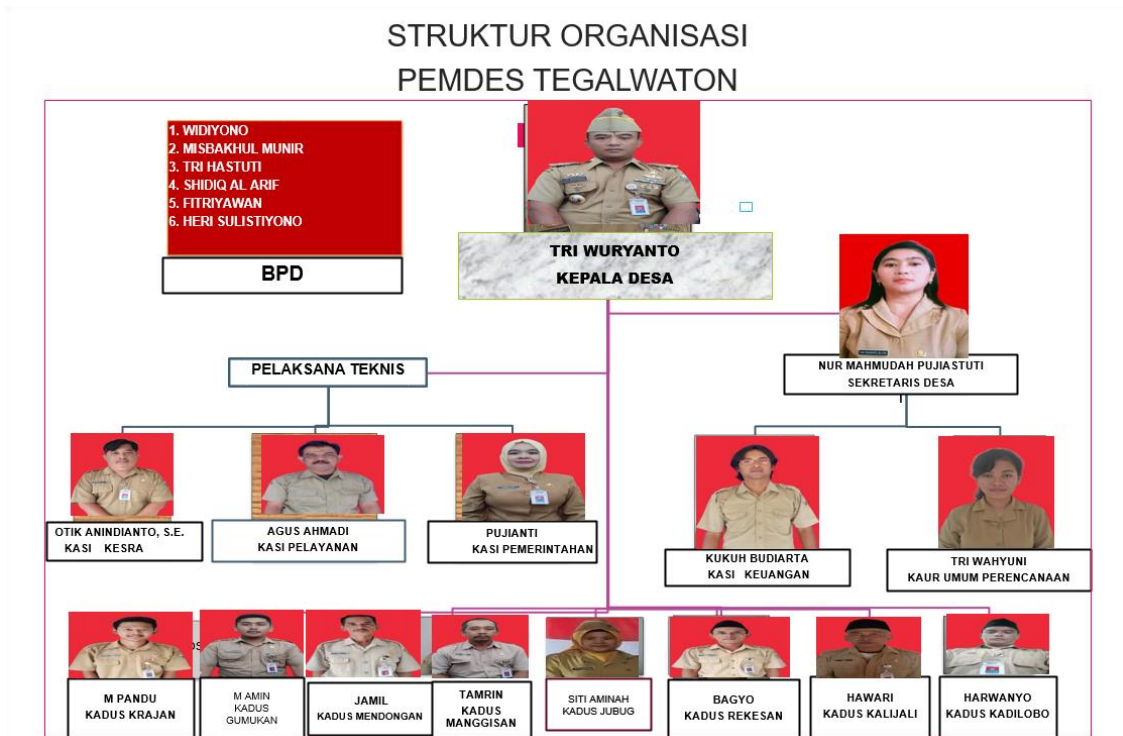 STRUKTUR ORGANISASI
PEMDES TEGALWATON
1. WIDIYONO
2. MISBAKHUL MUNIR
3. TRI HASTUTI
4. SHIDIQ AL ARIF
5. FITRIYAWAN
6. HERI SULISTIYONO
BPD
TRI WURYANTO
KEPALA DESA
NUR MAHMUDAH PUJIASTUTI
SEKRETARIS DESA
PELAKSANA TEKNIS
OTIK ANINDIANTO, S.E.
KASI KESRA
AGUS AHMADI
KASI PELAYANAN
PUJIANTI
KASI PEMERINTAHAN
KUKUH BUDIARTA
KASI KEUANGAN
TRI WAHYUNI
KAUR UMUM PERENCANAAN
M PANDU
KADUS KRAJAN
M AMIN
KADUS
GUMUKAN
JAMIL
KADUS MENDONGAN
TAMRIN
KADUS
MANGGISAN
SITI AMINAH
KADUS JUBUG
BAGYO
KADUS REKESAN
HAWARI
KADUS KALIJALI
HARWANYO
KADUS KADILOBO